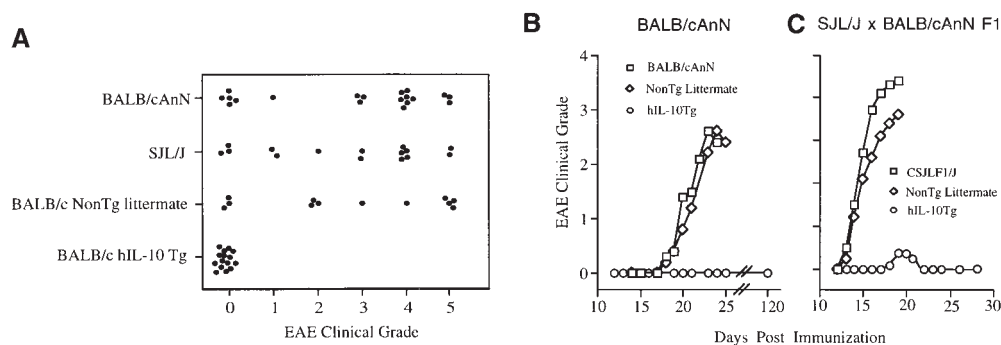 A
BALB/cAnN
SJL/J
BALB/c NonTg littermate
BALB/c hIL-10 Tg
0 1 2 3 4 5
EAE Clinical Grade
B BALB/cAnN
EAE Clinical Grade
4
3
2
1
0
BALB/cAnN
NonTg Littermate
hIL-10Tg
10 15 20 25 120
C SJL/J x BALB/cAnN F1
CSJLF1/J
NonTg Littermate
hIL-10Tg
10 15 20 25 30
Days Post Immunization